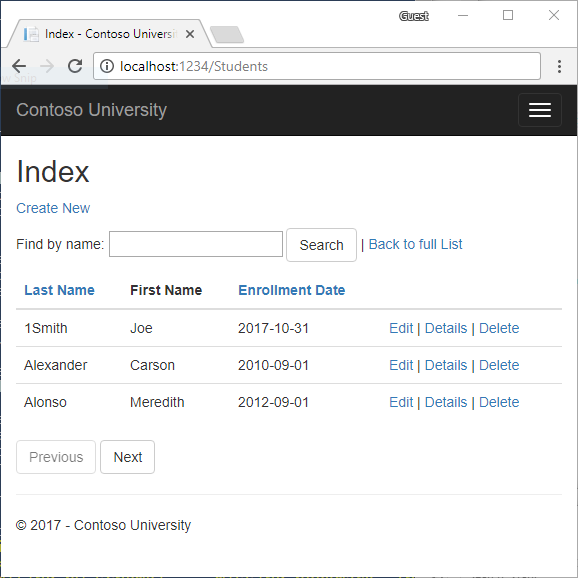 Guest
Index - Contoso Universi
localhost:1234/Students
Contoso University
Index
Create New
Find by name: Search | Back to full List
Last Name First Name Enrollment Date
1Smith Joe 2017-10-31 Edit | Details | Delete
Alexander Carson 2010-09-01 Edit | Details | Delete
Alonso Meredith 2012-09-01 Edit | Details | Delete
Previous Next
© 2017 - Contoso University